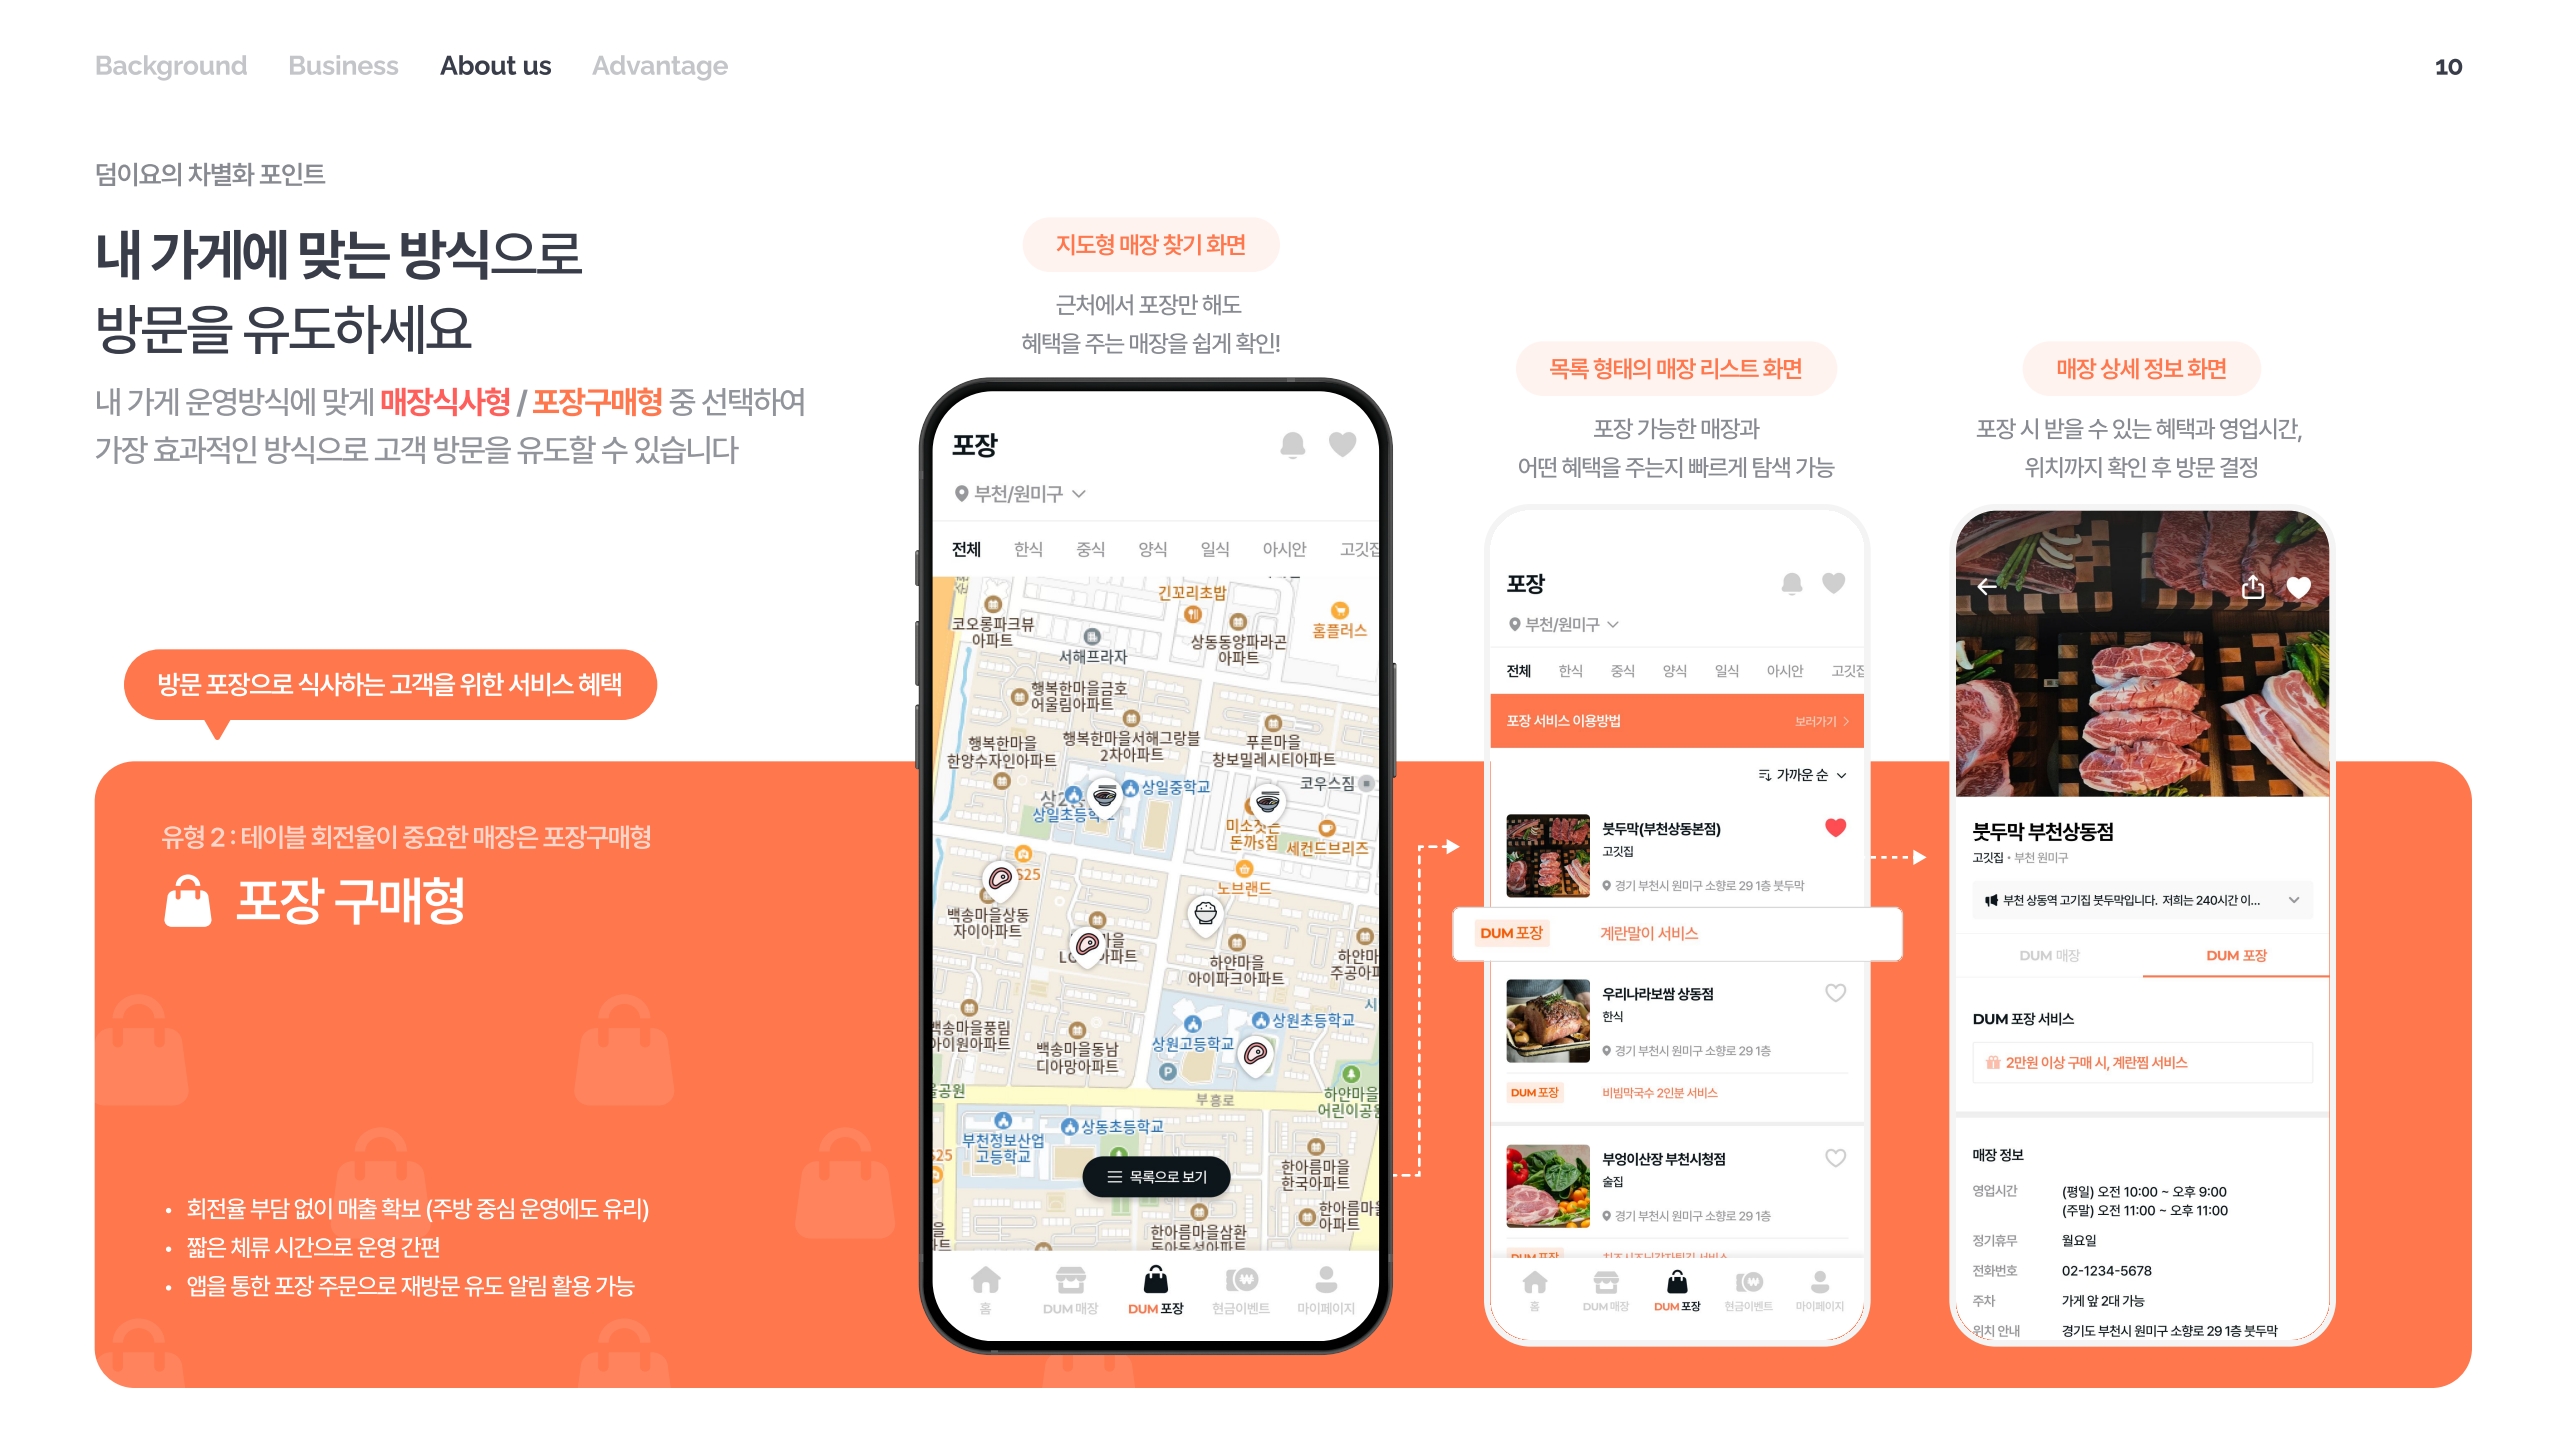 Background Business About us Advantage
10
덤이요의 차별화 포인트
내 가게에 맞는 방식으로
방문을 유도하세요
내 가게 운영방식에 맞게 매장식사형 / 포장구매형 중 선택하여
가장 효과적인 방식으로 고객 방문을 유도할 수 있습니다
방문 포장으로 식사하는 고객을 위한 서비스 혜택
유형 2 : 테이블 회전율이 중요한 매장은 포장구매형
포장 구매형
• 회전율 부담 없이 매출 확보 (주방 중심 운영에도 유리)
• 짧은 체류 시간으로 운영 간편
• 앱을 통한 포장 주문으로 재방문 유도 알림 활용 가능
지도형 매장 찾기 화면
근처에서 포장만 해도
혜택을 주는 매장을 쉽게 확인!
포장
부천/원미구
전체 한식 중식 양식 일식 아시안 고깃집
긴꼬리초밥
코오롱파크뷰
아파트
서해프라자
상동동양파라곤
아파트
홈플러스
행복한마을금호
어울림아파트
행복한마을
한양수자인아파트
행복한마을서해그랑블
2차아파트
푸른마을
창보밀레시티아파트
코우스짐
상일중학교
상일초등학
돈까s집
세컨드브리즈
노브랜드
백송마을상동
자이아파트
하얀마을
아이파크아파트
백송마을풍림
아이원아파트
백송마을동남
디아망아파트
상원초등학교
상원고등학교
부흥로
하얀마을
어린이공원
부천정보산업
고등학교
상동초등학교
한아름마을
한국아파트
한아름마을
아파트
한아름마을삼환
목록으로 보기
홈 DUM 매장 DUM 포장 현금이벤트 마이페이지
목록 형태의 매장 리스트 화면
포장 가능한 매장과
어떤 혜택을 주는지 빠르게 탐색 가능
포장
부천/원미구
전체 한식 중식 양식 일식 아시안 고깃집
포장 서비스 이용방법 보러가기
가까운 순
붓두막(부천상동본점)
고깃집
경기 부천시 원미구 소향로 29 1층 붓두막
DUM 포장 계란말이 서비스
우리나라보쌈 상동점
한식
경기 부천시 원미구 소향로 29 1층
DUM 포장 비빔막국수 2인분 서비스
부엉이산장 부천시청점
술집
경기 부천시 원미구 소향로 29 1층
DUM 포장
홈 DUM 매장 DUM 포장 현금이벤트 마이페이지
매장 상세 정보 화면
포장 시 받을 수 있는 혜택과 영업시간,
위치까지 확인 후 방문 결정
붓두막 부천상동점
고깃집 • 부천 원미구
부천 상동역 고기집 붓두막입니다. 저희는 240시간 이...
DUM 매장 DUM 포장
DUM 포장 서비스
2만원 이상 구매 시, 계란찜 서비스
매장 정보
영업시간 (평일) 오전 10:00 ~ 오후 9:00
(주말) 오전 11:00 ~ 오후 11:00
정기휴무 월요일
전화번호 02-1234-5678
주차 가게 앞 2대 가능
위치 안내 경기도 부천시 원미구 소향로 29 1층 붓두막